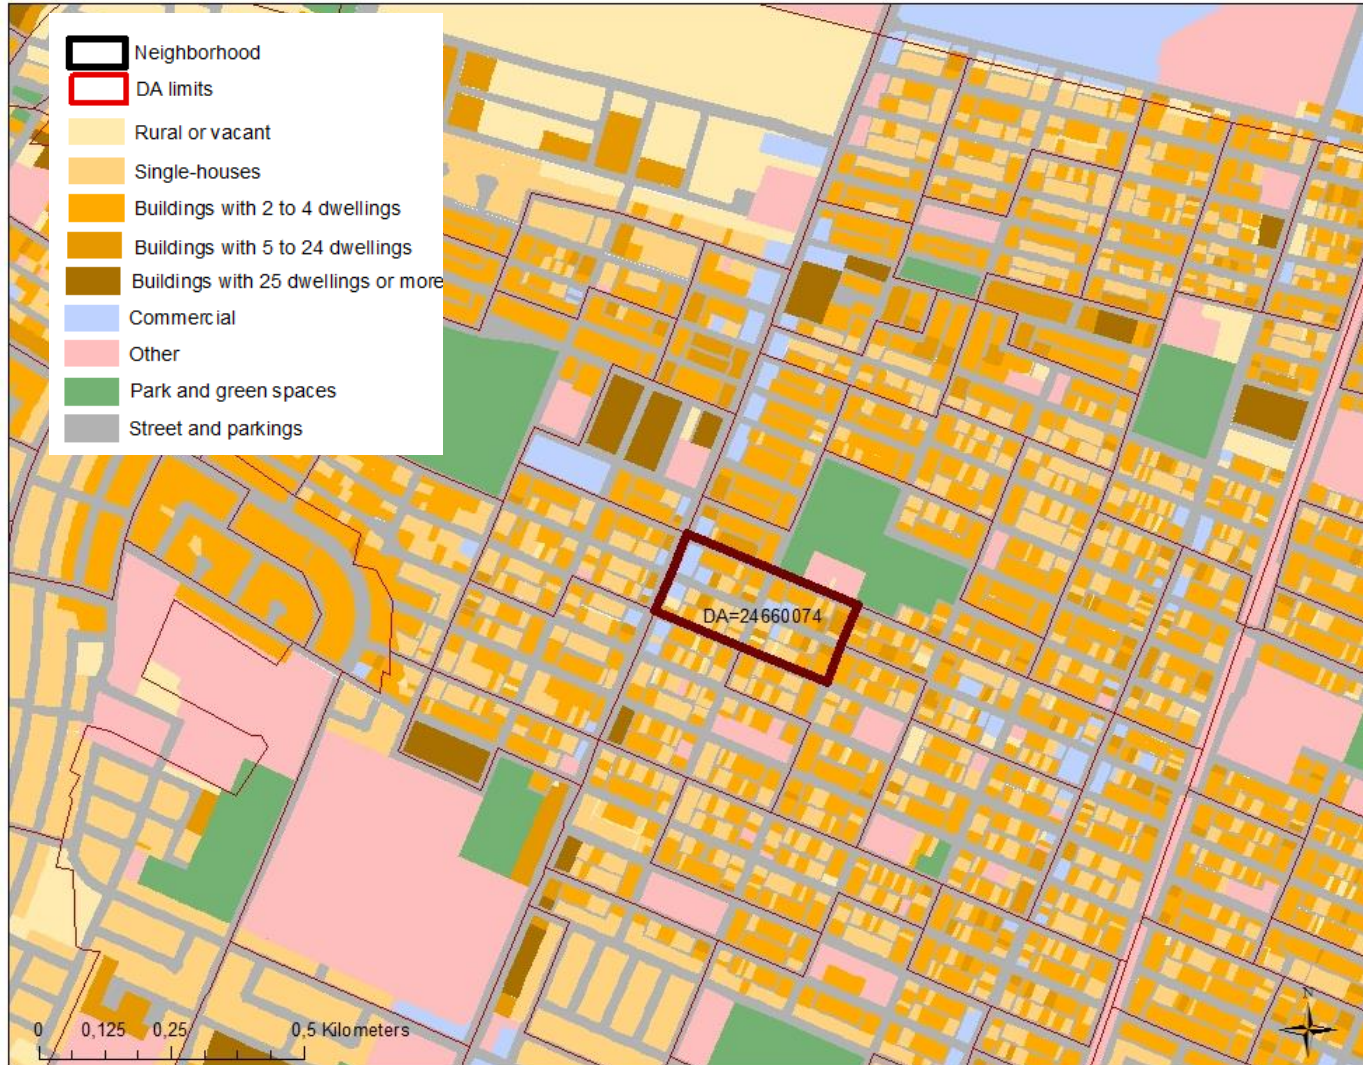 Neighborhood
DA limits
Rural or vacant
Single-houses
Buildings with 2 to 4 dwellings
Buildings with 5 to 24 dwellings
Buildings with 25 dwellings or more
Commercial
Other
Park and green spaces
Street and parkings
DA=24660074
N
0 0,125 0,25 0,5 Kilometers